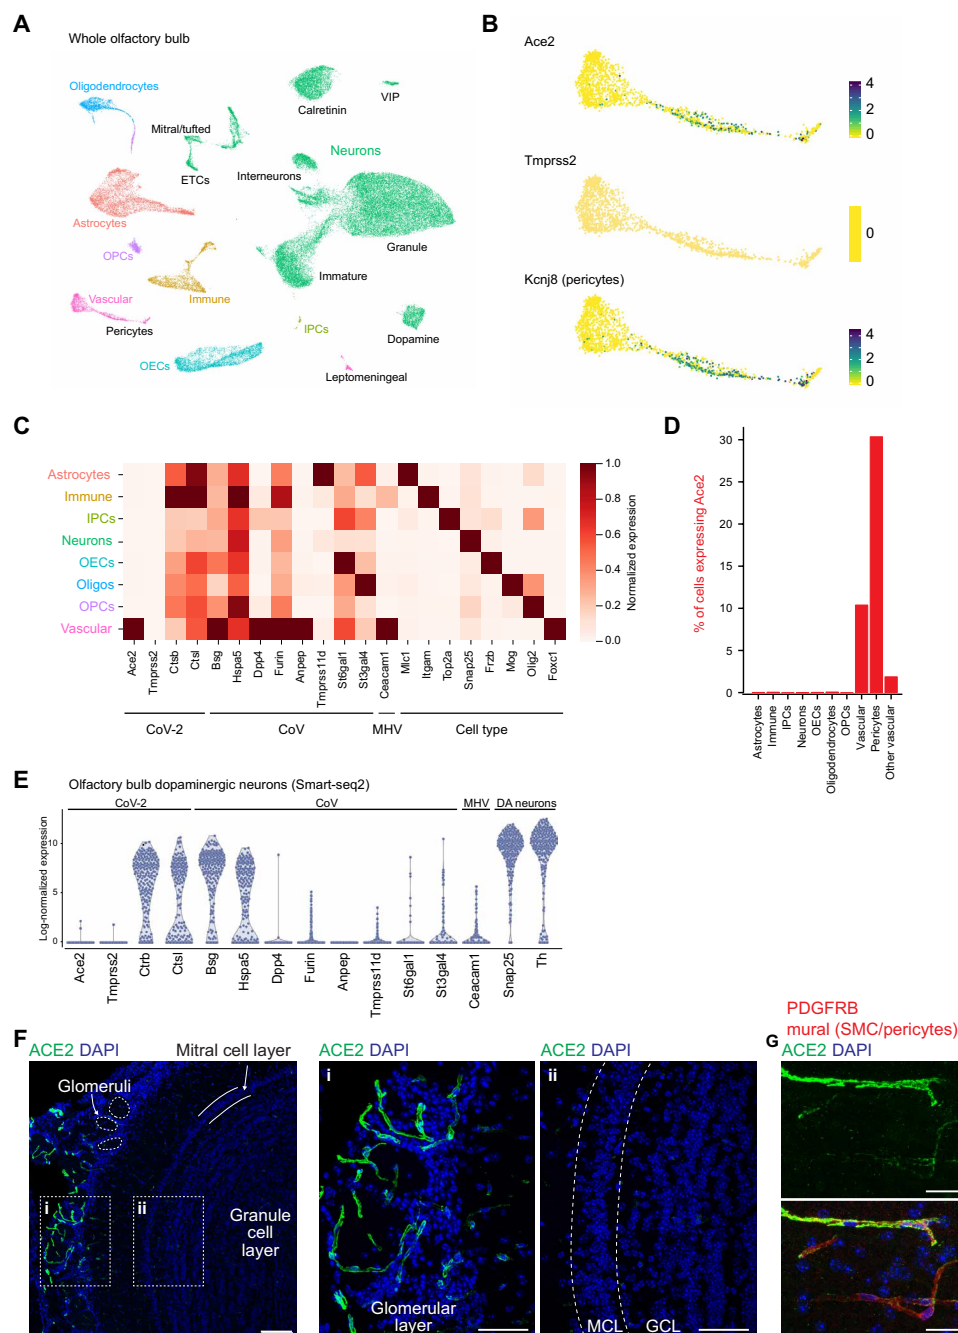 A
Whole olfactory bulb
Oligodendrocytes
Mitral/tufted
ETCs
Calretinin
VIP
Neurons
Interneurons
Astrocytes
OPCs
Granule
Immature
Vascular
Immune
Pericytes
IPCs
Dopamine
OECs
Leptomeningeal
B
Ace2
4
2
0
Tmprss2
0
Kcnj8 (pericytes)
4
2
0
C
Astrocytes
Immune
IPCs
Neurons
OECs
Oligos
OPCs
Vascular
1.0
0.8
0.6
0.4
0.2
0.0
Normalized expression
Ace2
Tmprss2
Ctsb
Ctsl
Bsg
Hspa5
Dpp4
Furin
Anpep
Tmprss11d
St6gal1
St3gal4
Ceacam1
Mlc1
Itgam
Top2a
Snap25
Frzb
Mog
Olig2
Foxc1
CoV-2
CoV
MHV
Cell type
D
% of cells expressing Ace2
30
25
20
15
10
5
0
Astrocytes
Immune
IPCs
Neurons
OECs
Oligodendrocytes
OPCs
Vascular
Pericytes
Other vascular
E
Olfactory bulb dopaminergic neurons (Smart-seq2)
CoV-2
CoV
MHV
DA neurons
Log-normalized expression
10
5
0
Ace2
Tmprss2
Ctrb
Ctsl
Bsg
Hspa5
Dpp4
Furin
Anpep
Tmprss11d
St6gal1
St3gal4
Ceacam1
Snap25
Th
F
ACE2 DAPI
Mitral cell layer
Glomeruli
i
ii
Granule
cell
layer
ACE2 DAPI
i
Glomerular
layer
ii
MCL
GCL
G
PDGFRB
mural (SMC/pericytes)
ACE2 DAPI